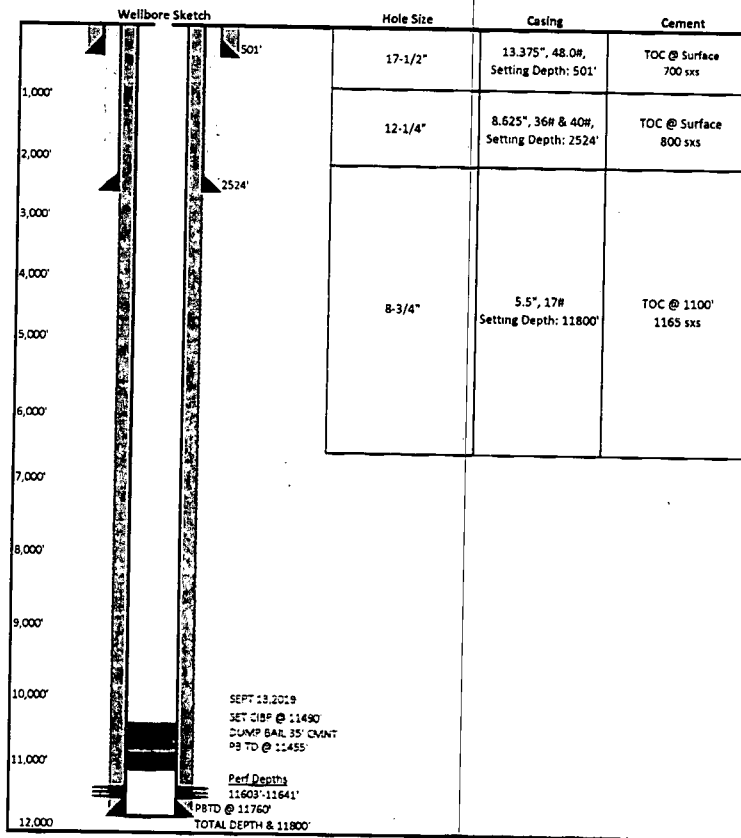 Wellbore Sketch
Hole Size
Casing
Cement
17-1/2"
13.375", 48.0#,
Setting Depth: 501'
TOC @ Surface
700 sxs
12-1/4"
8.625", 36# & 40#,
Setting Depth: 2524'
TOC @ Surface
800 sxs
8-3/4"
5.5", 17#
Setting Depth: 11800'
TOC @ 1100'
1165 sxs
501'
1,000'
2,000'
2524'
3,000'
4,000'
5,000'
6,000'
7,000'
8,000'
9,000'
10,000'
11,000'
12,000
SEPT 13,2019
SET CIBP @ 11490'
DUMP BAIL 35' CMNT
PB TD @ 11455'
Perf Depths
11603'-11641'
PBTD @ 11760'
TOTAL DEPTH & 11800'